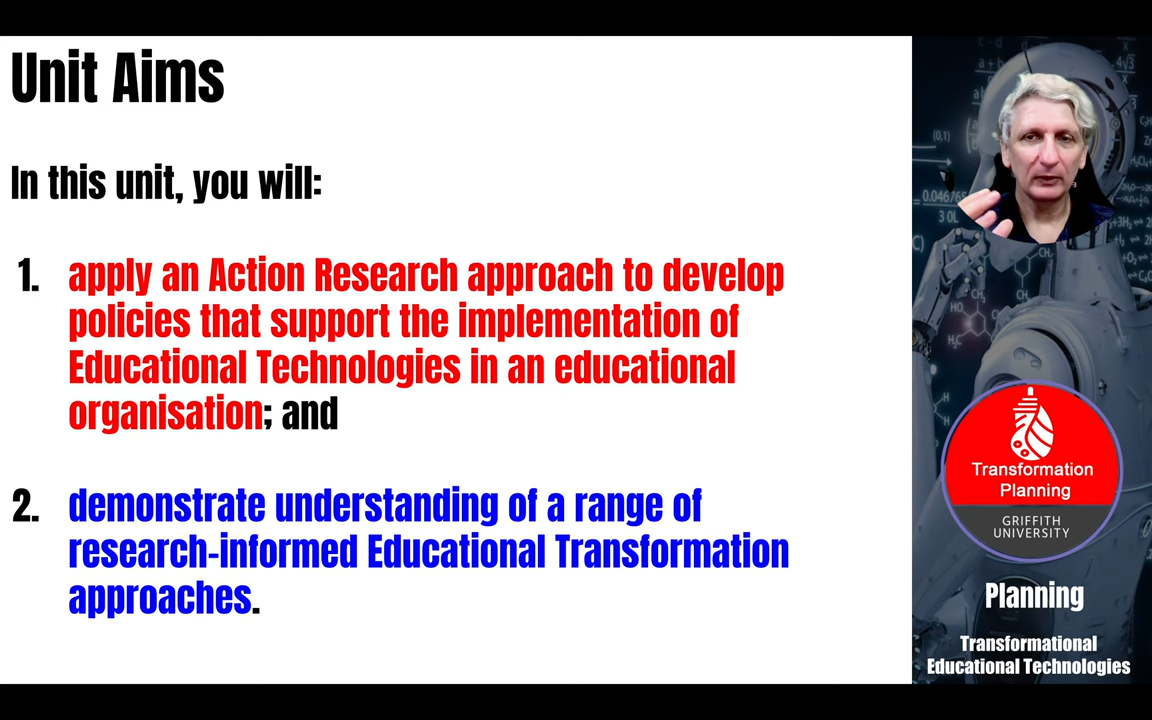 Unit Aims
In this unit, you will:
1. apply an Action Research approach to develop
policies that support the implementation of
Educational Technologies in an educational
organisation; and
2. demonstrate understanding of a range of
research-informed Educational Transformation
approaches.
Transformation
Planning
GRIFFITH
UNIVERSITY
Planning
Transformational
Educational Technologies